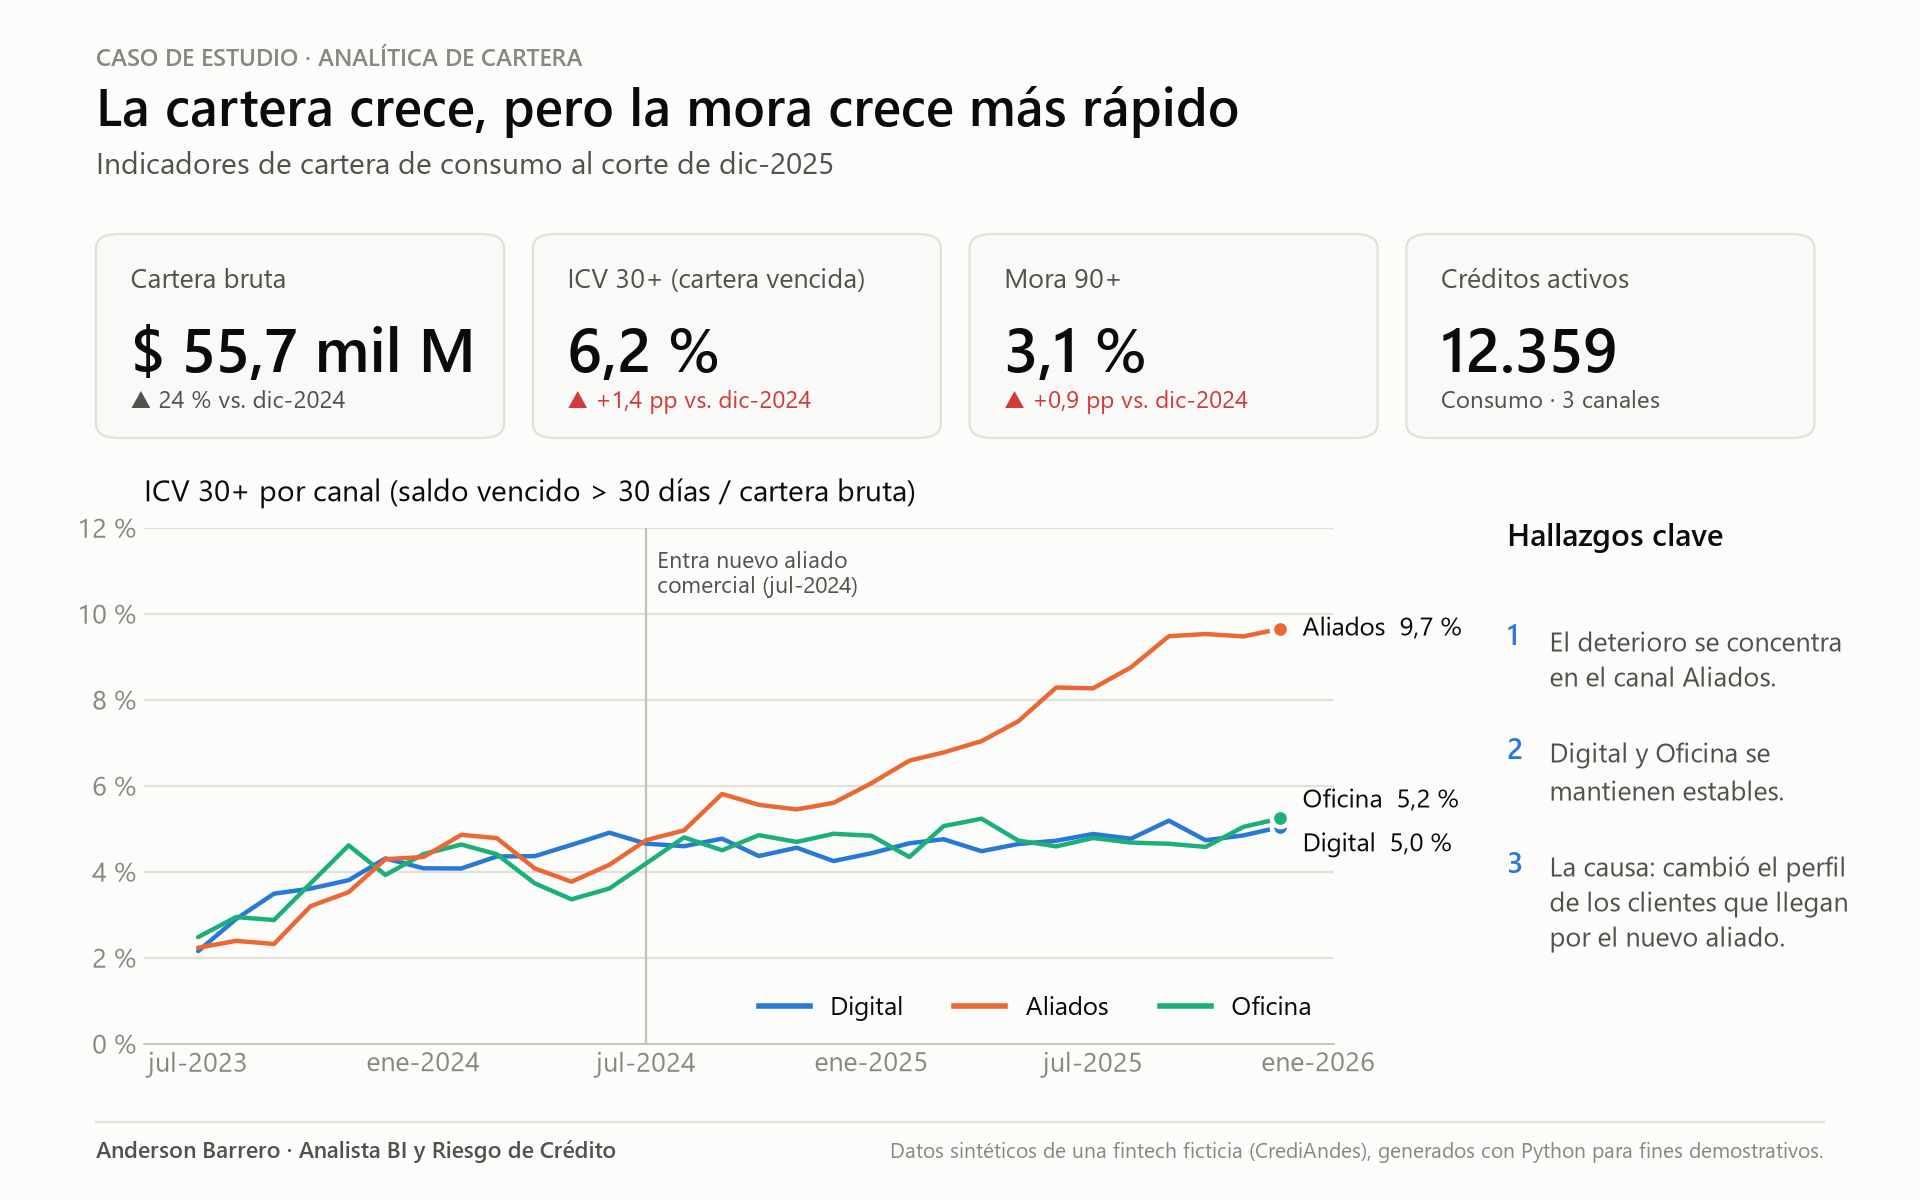 CASO DE ESTUDIO · ANALÍTICA DE CARTERA
La cartera crece, pero la mora crece más rápido
Indicadores de cartera de consumo al corte de dic-2025
Cartera bruta
$ 55,7 mil M
▲ 24 % vs. dic-2024
ICV 30+ (cartera vencida)
6,2 %
▲ +1,4 pp vs. dic-2024
Mora 90+
3,1 %
▲ +0,9 pp vs. dic-2024
Créditos activos
12.359
Consumo · 3 canales
ICV 30+ por canal (saldo vencido > 30 días / cartera bruta)
12 %
10 %
8 %
6 %
4 %
2 %
0 %
Entra nuevo aliado
comercial (jul-2024)
Aliados 9,7 %
Oficina 5,2 %
Digital 5,0 %
Digital
Aliados
Oficina
jul-2023
ene-2024
jul-2024
ene-2025
jul-2025
ene-2026
Hallazgos clave
1 El deterioro se concentra
en el canal Aliados.
2 Digital y Oficina se
mantienen estables.
3 La causa: cambió el perfil
de los clientes que llegan
por el nuevo aliado.
Anderson Barrero · Analista BI y Riesgo de Crédito
Datos sintéticos de una fintech ficticia (CrediAndes), generados con Python para fines demostrativos.